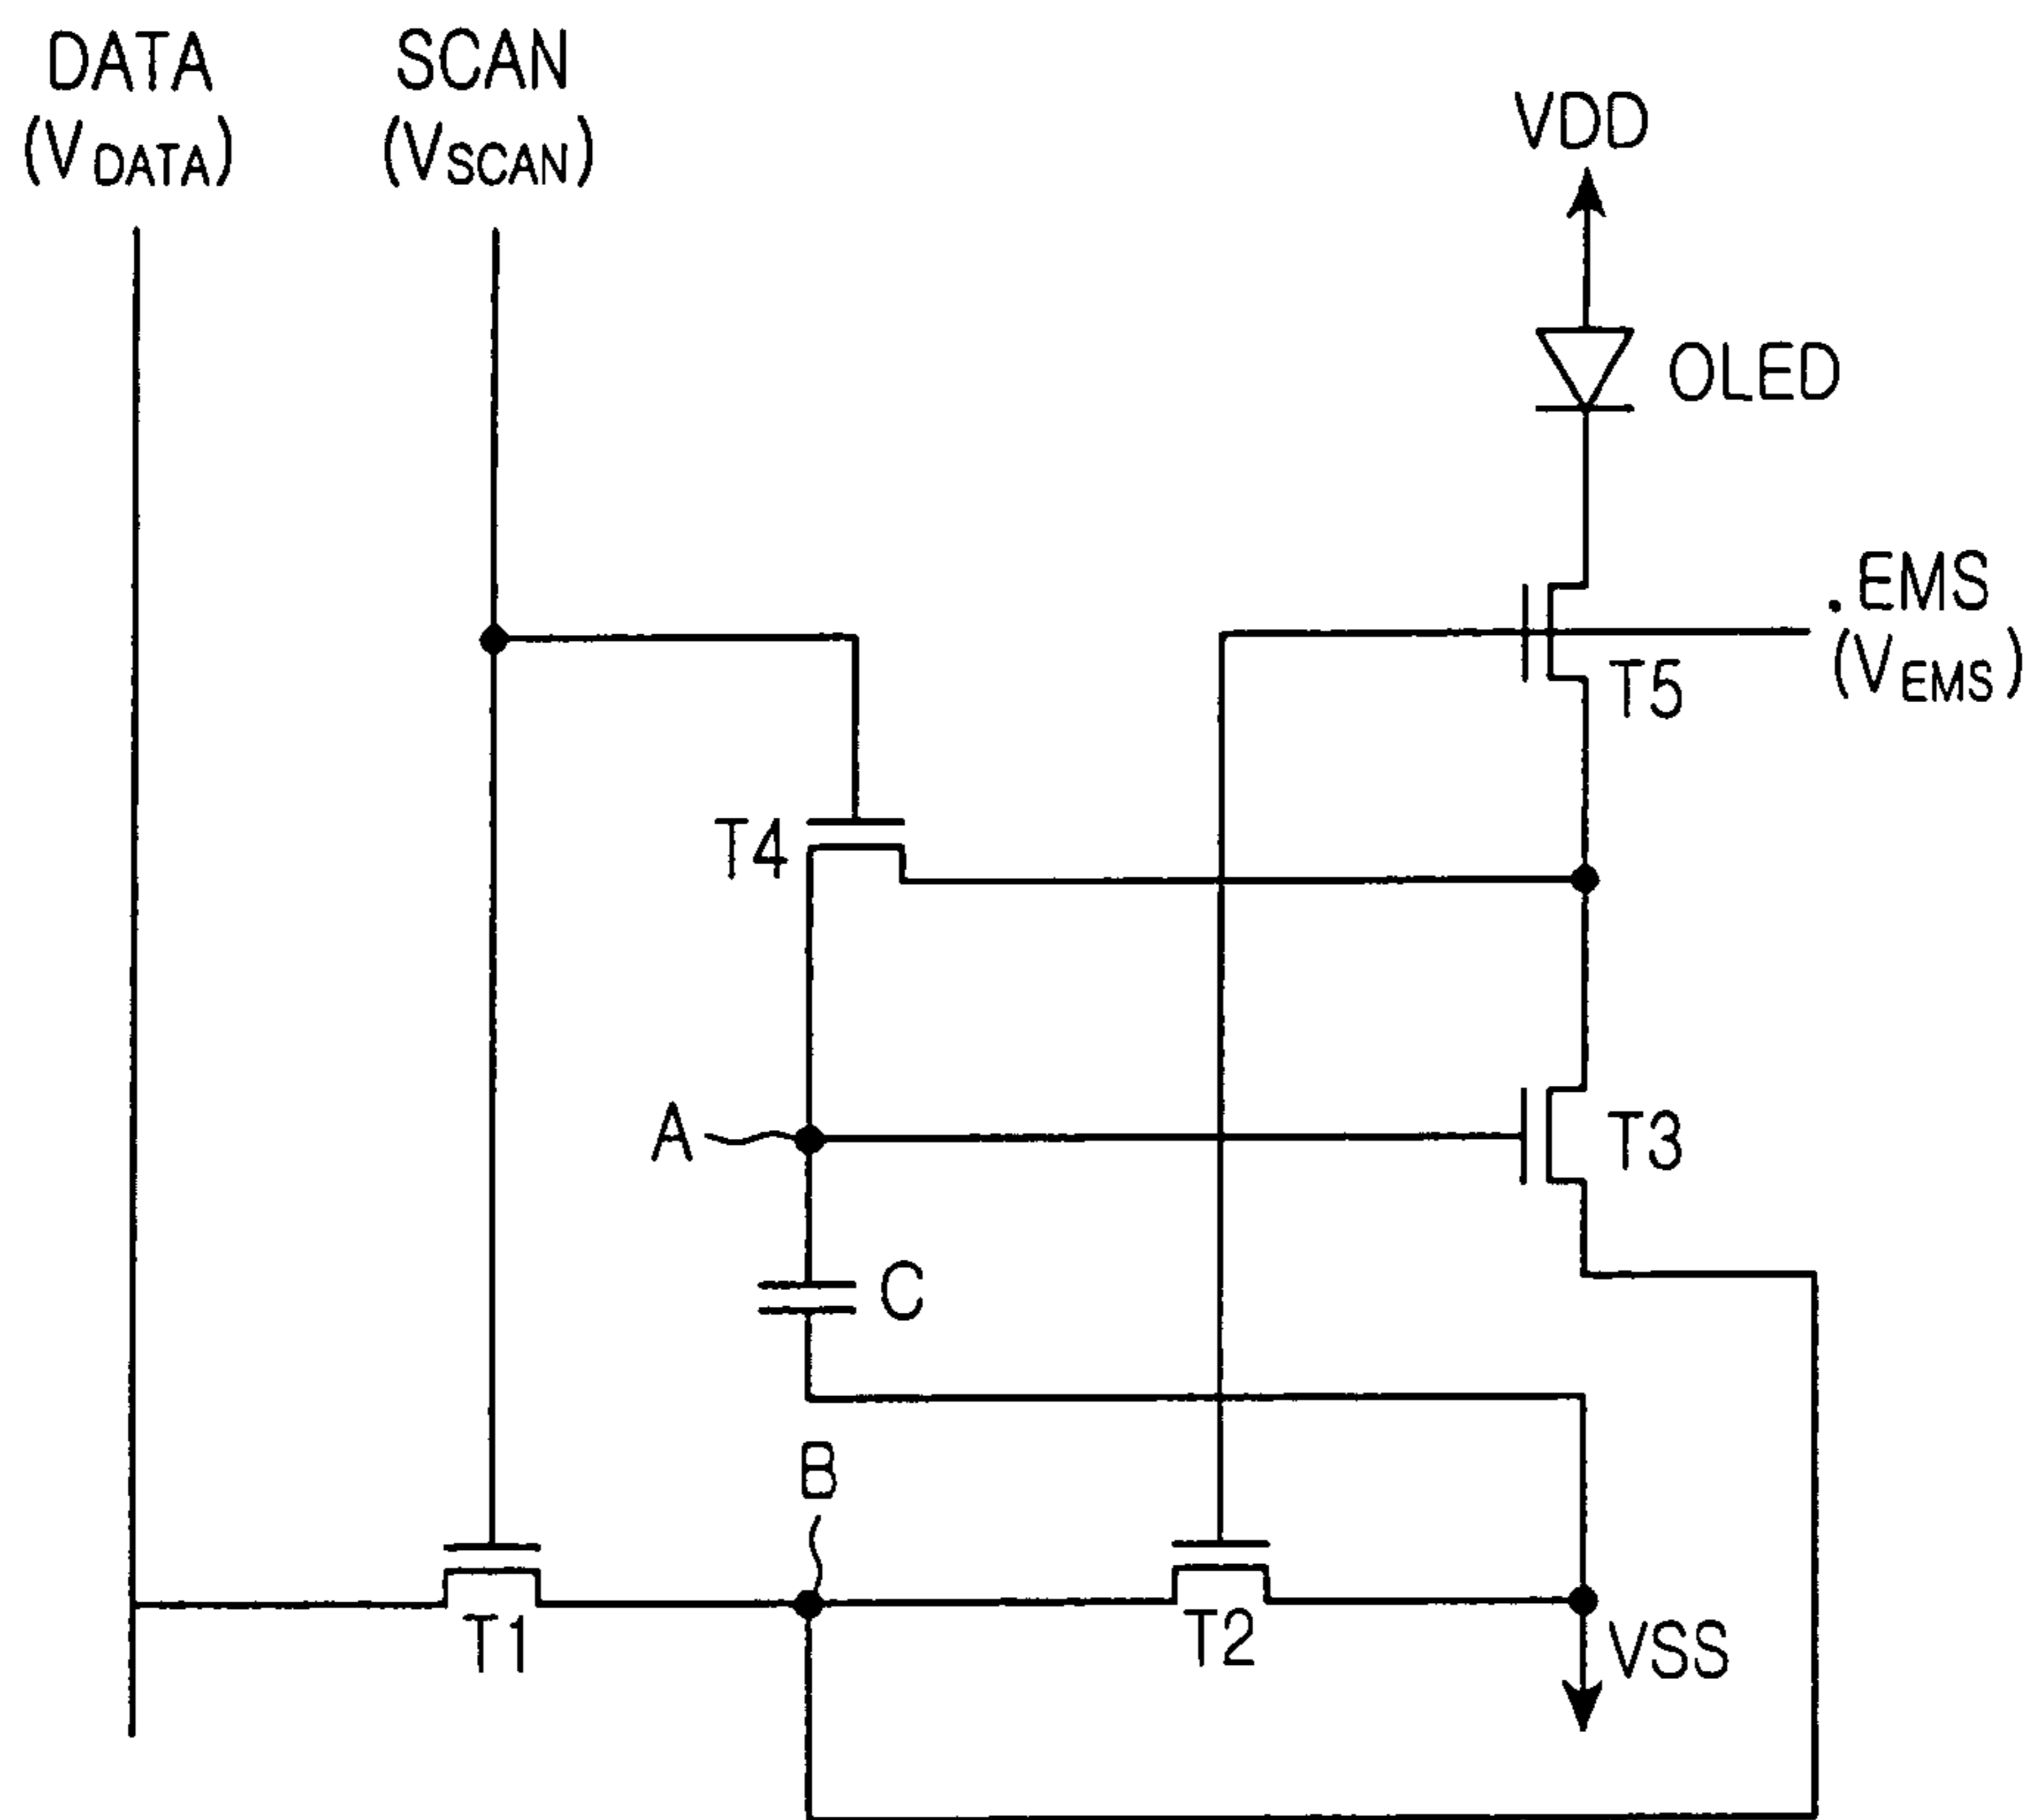 DATA
(VDATA)
SCAN
(VSCAN)
VDD
OLED
.EMS
(VEMS)
T5
T4
A
T3
C
B
T1
T2
VSS